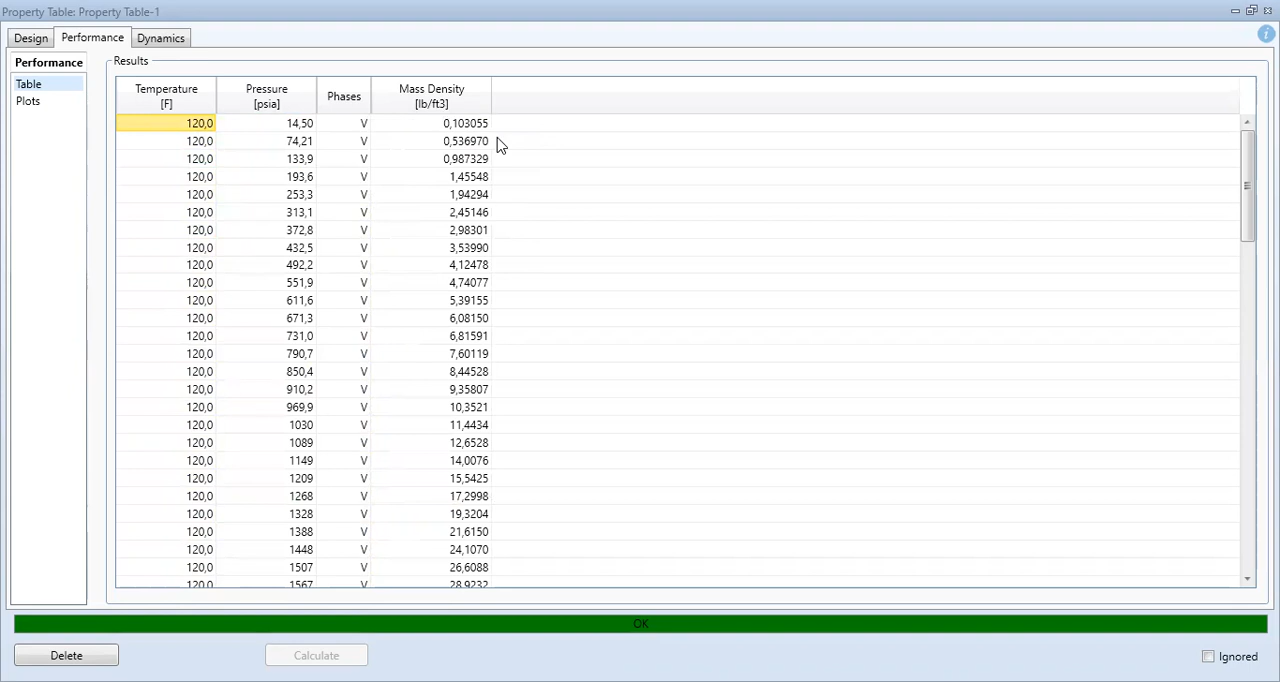 Property Table: Property Table-1
Design Performance Dynamics
Performance
Table
Plots
Results
Temperature Pressure Phases Mass Density
[F] [psia] [lb/ft3]
120,0 14,50 V 0,103055
120,0 74,21 V 0,536970
120,0 133,9 V 0,987329
120,0 193,6 V 1,45548
120,0 253,3 V 1,94294
120,0 313,1 V 2,45146
120,0 372,8 V 2,98301
120,0 432,5 V 3,53990
120,0 492,2 V 4,12478
120,0 551,9 V 4,74077
120,0 611,6 V 5,39155
120,0 671,3 V 6,08150
120,0 731,0 V 6,81591
120,0 790,7 V 7,60119
120,0 850,4 V 8,44528
120,0 910,2 V 9,35807
120,0 969,9 V 10,3521
120,0 1030 V 11,4434
120,0 1089 V 12,6528
120,0 1149 V 14,0076
120,0 1209 V 15,5425
120,0 1268 V 17,2998
120,0 1328 V 19,3204
120,0 1388 V 21,6150
120,0 1448 V 24,1070
120,0 1507 V 26,6088
120,0 1567 V 28,9232
OK
Delete Calculate Ignored